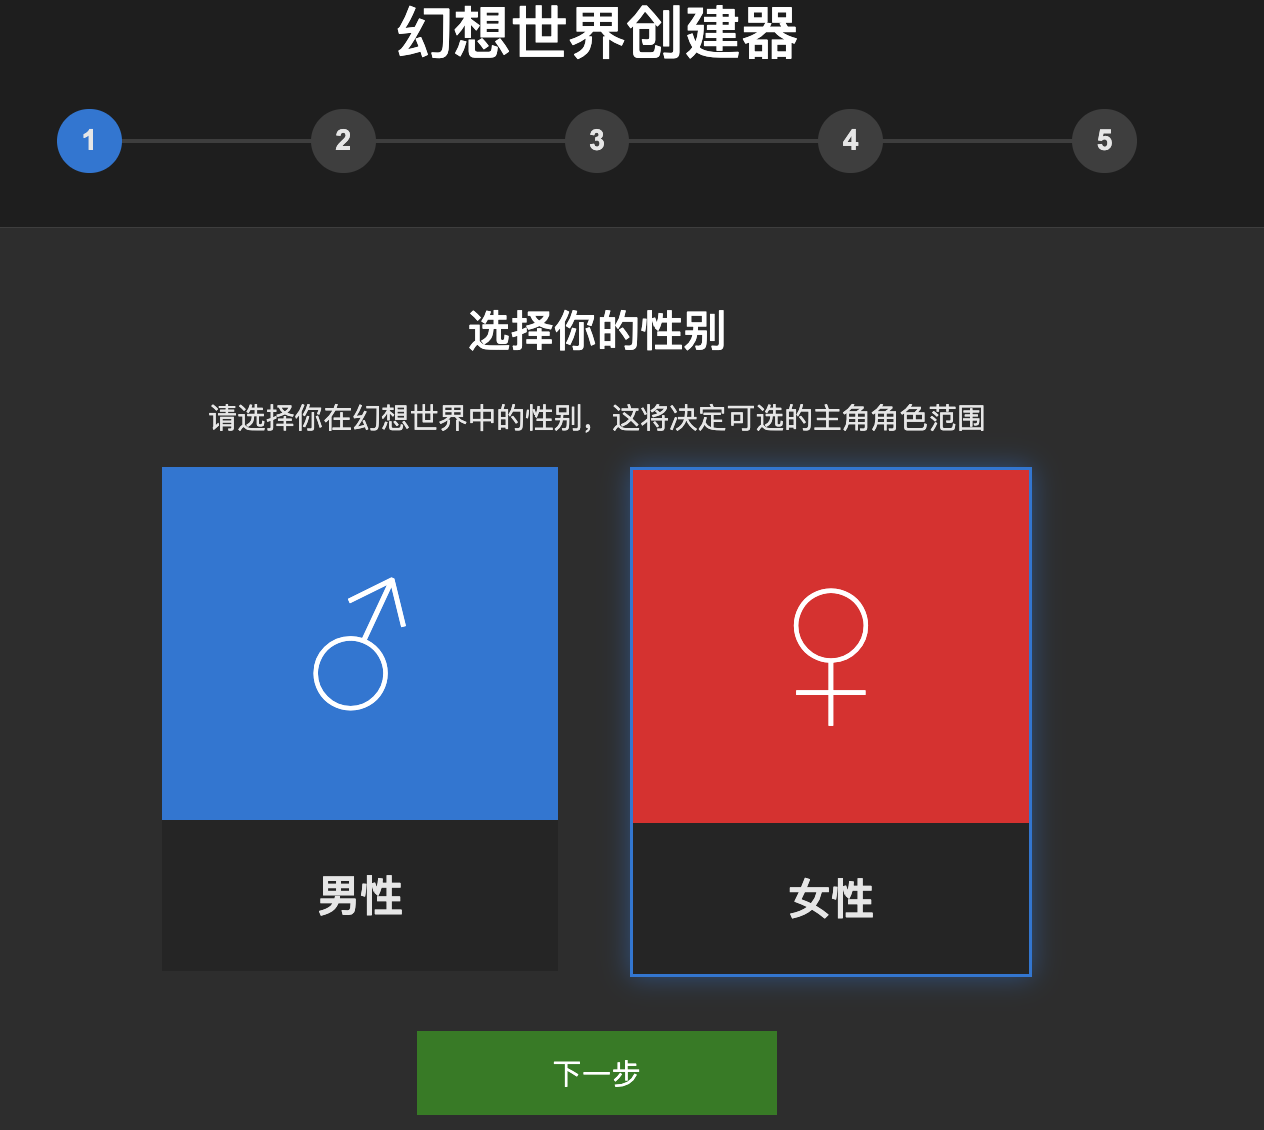 幻想世界创建器
1 2 3 4 5
选择你的性别
请选择你在幻想世界中的性别，这将决定可选的主角角色范围
男性 女性
下一步